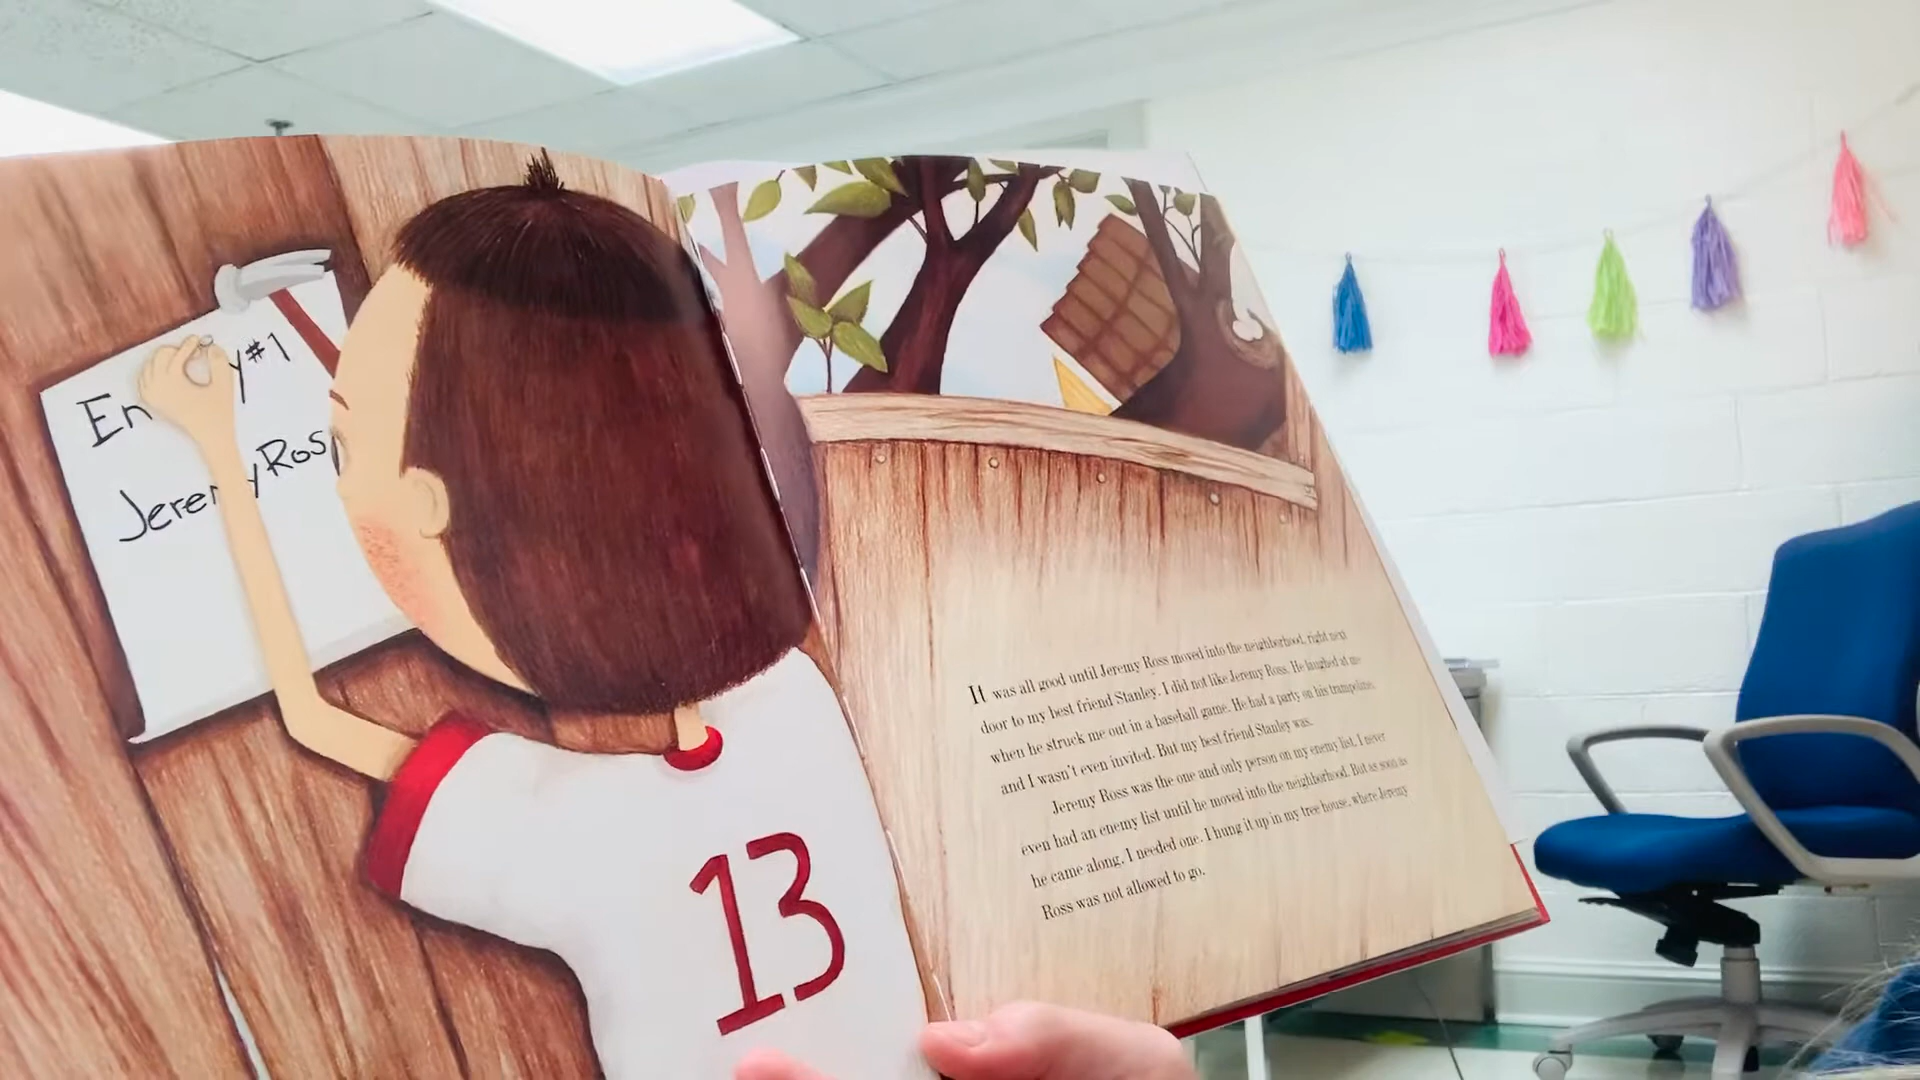 En y#1
Jeremy Ros
13
It was all good until Jeremy Ross moved into the neighborhood, right next
door to my best friend Stanley. I did not like Jeremy Ross. He laughed at me
when he struck me out in a baseball game. He had a party on his trampoline,
and I wasn't even invited. But my best friend Stanley was.
Jeremy Ross was the one and only person on my enemy list. I never
even had an enemy list until he moved into the neighborhood. But as soon as
he came along, I needed one. I hung it up in my tree house, where Jeremy
Ross was not allowed to go.